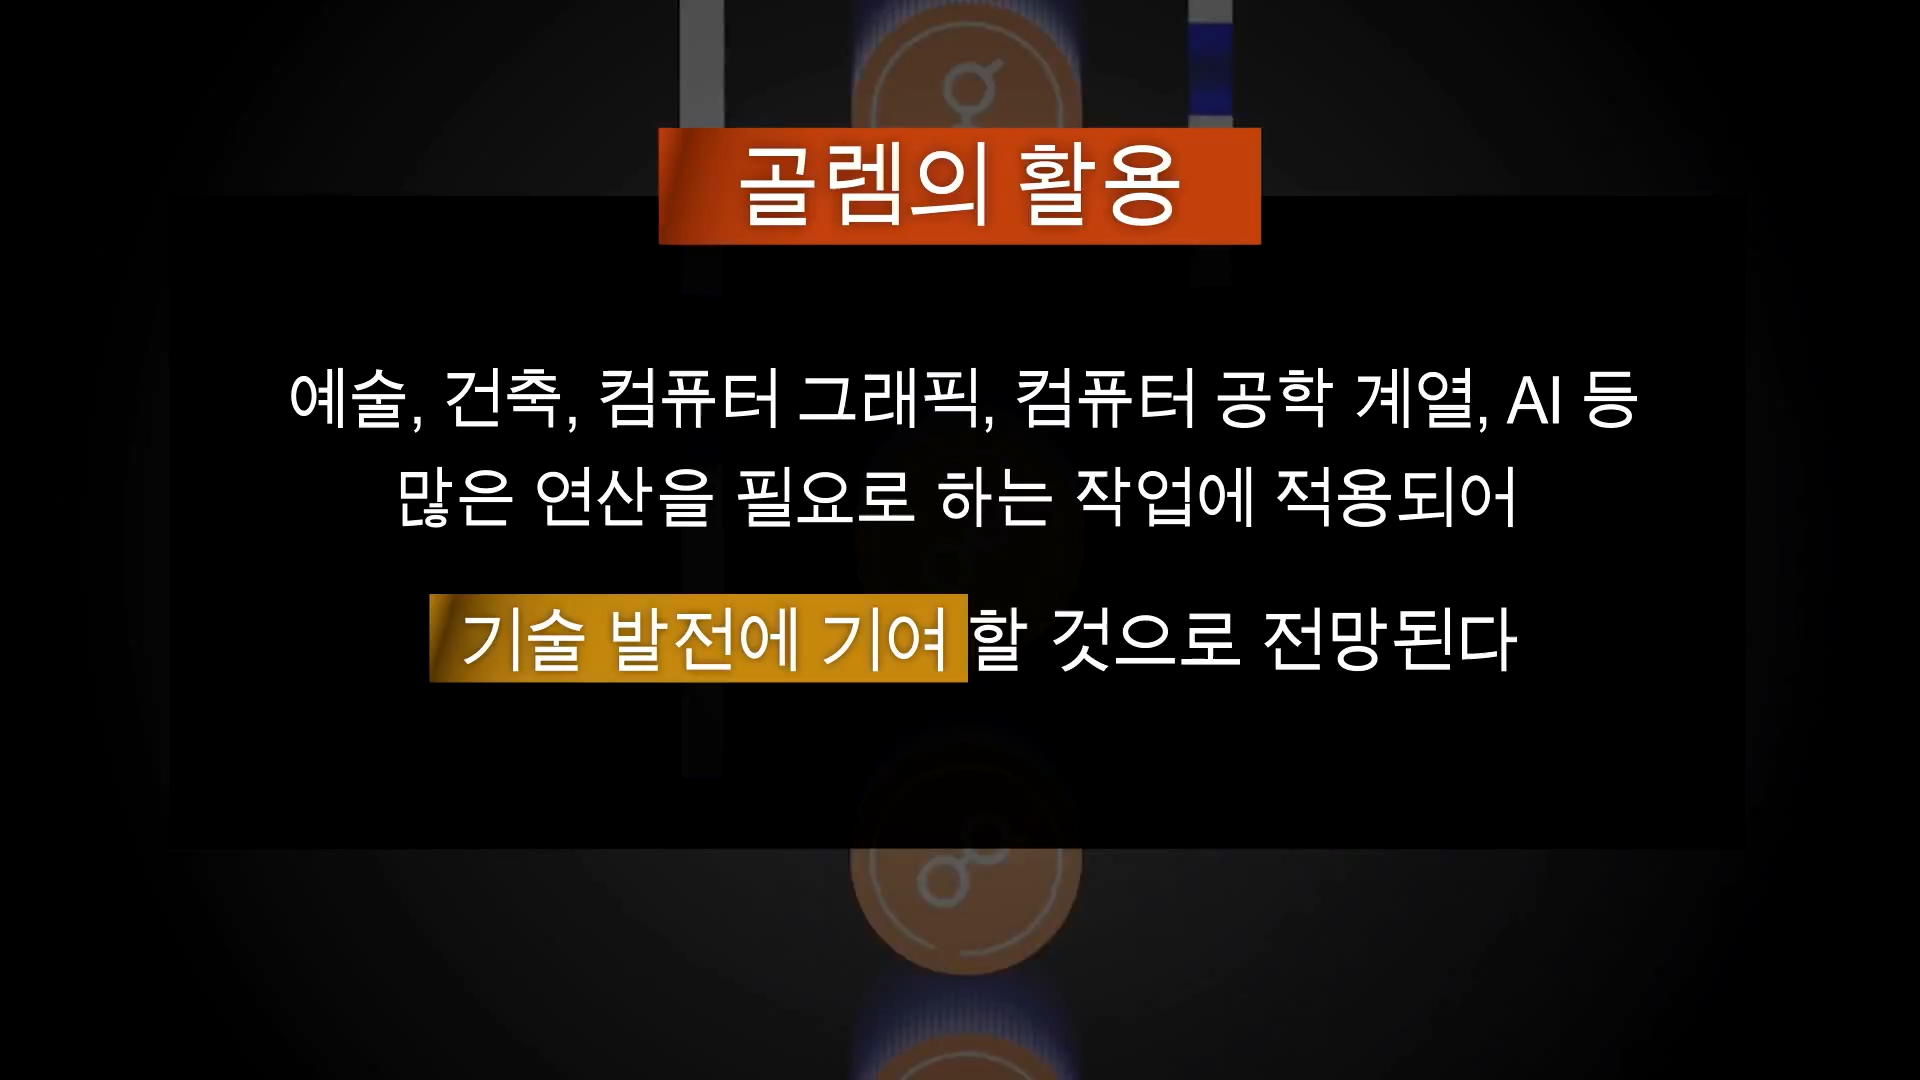 골렘의 활용
예술, 건축, 컴퓨터 그래픽, 컴퓨터 공학 계열, AI 등
많은 연산을 필요로 하는 작업에 적용되어
기술 발전에 기여할 것으로 전망된다